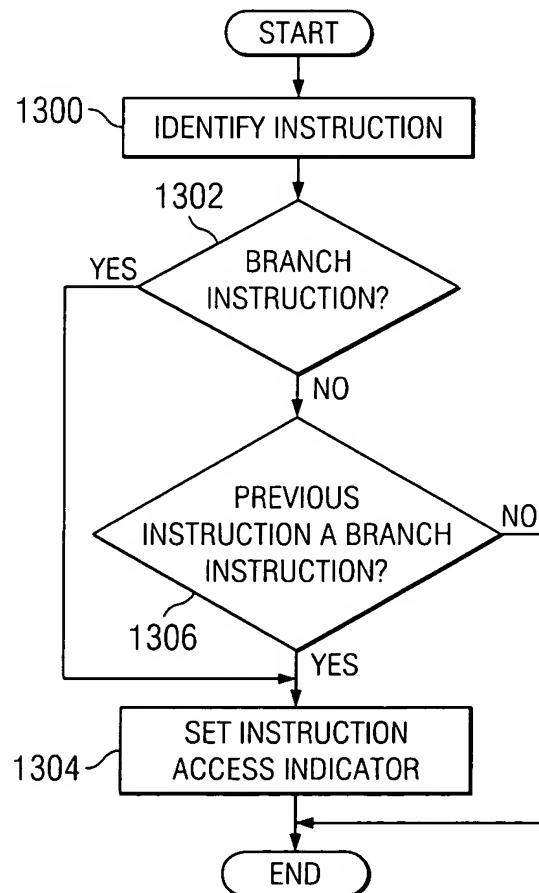 START
1300
IDENTIFY INSTRUCTION
1302
YES
BRANCH
INSTRUCTION?
NO
PREVIOUS
INSTRUCTION A BRANCH
INSTRUCTION?
NO
1306
YES
SET INSTRUCTION
ACCESS INDICATOR
1304
END